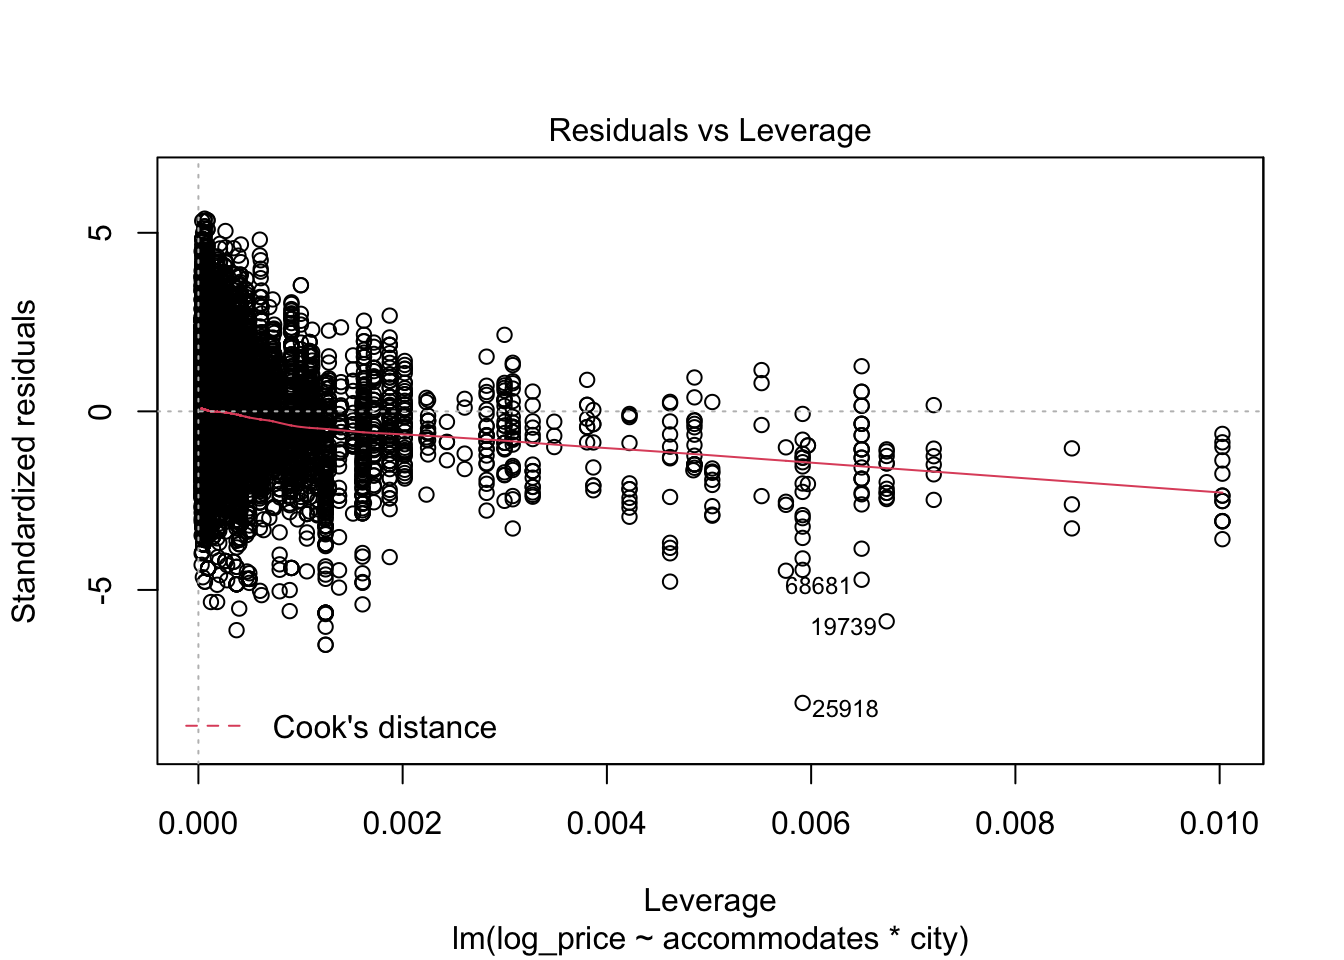 Residuals vs Leverage
Standardized residuals
5
0
-5
68681
19739
25918
Cook's distance
0.000 0.002 0.004 0.006 0.008 0.010
Leverage
lm(log_price ~ accommodates * city)